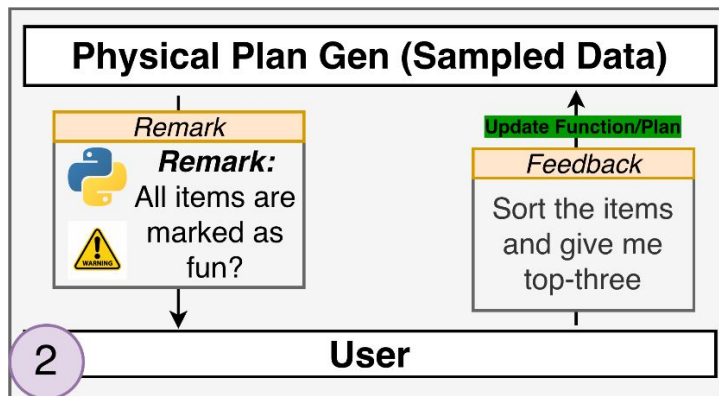 Physical Plan Gen (Sampled Data)
Remark
Remark:
All items are
marked as
fun?
WARNING
Update Function/Plan
Feedback
Sort the items
and give me
top-three
User
2